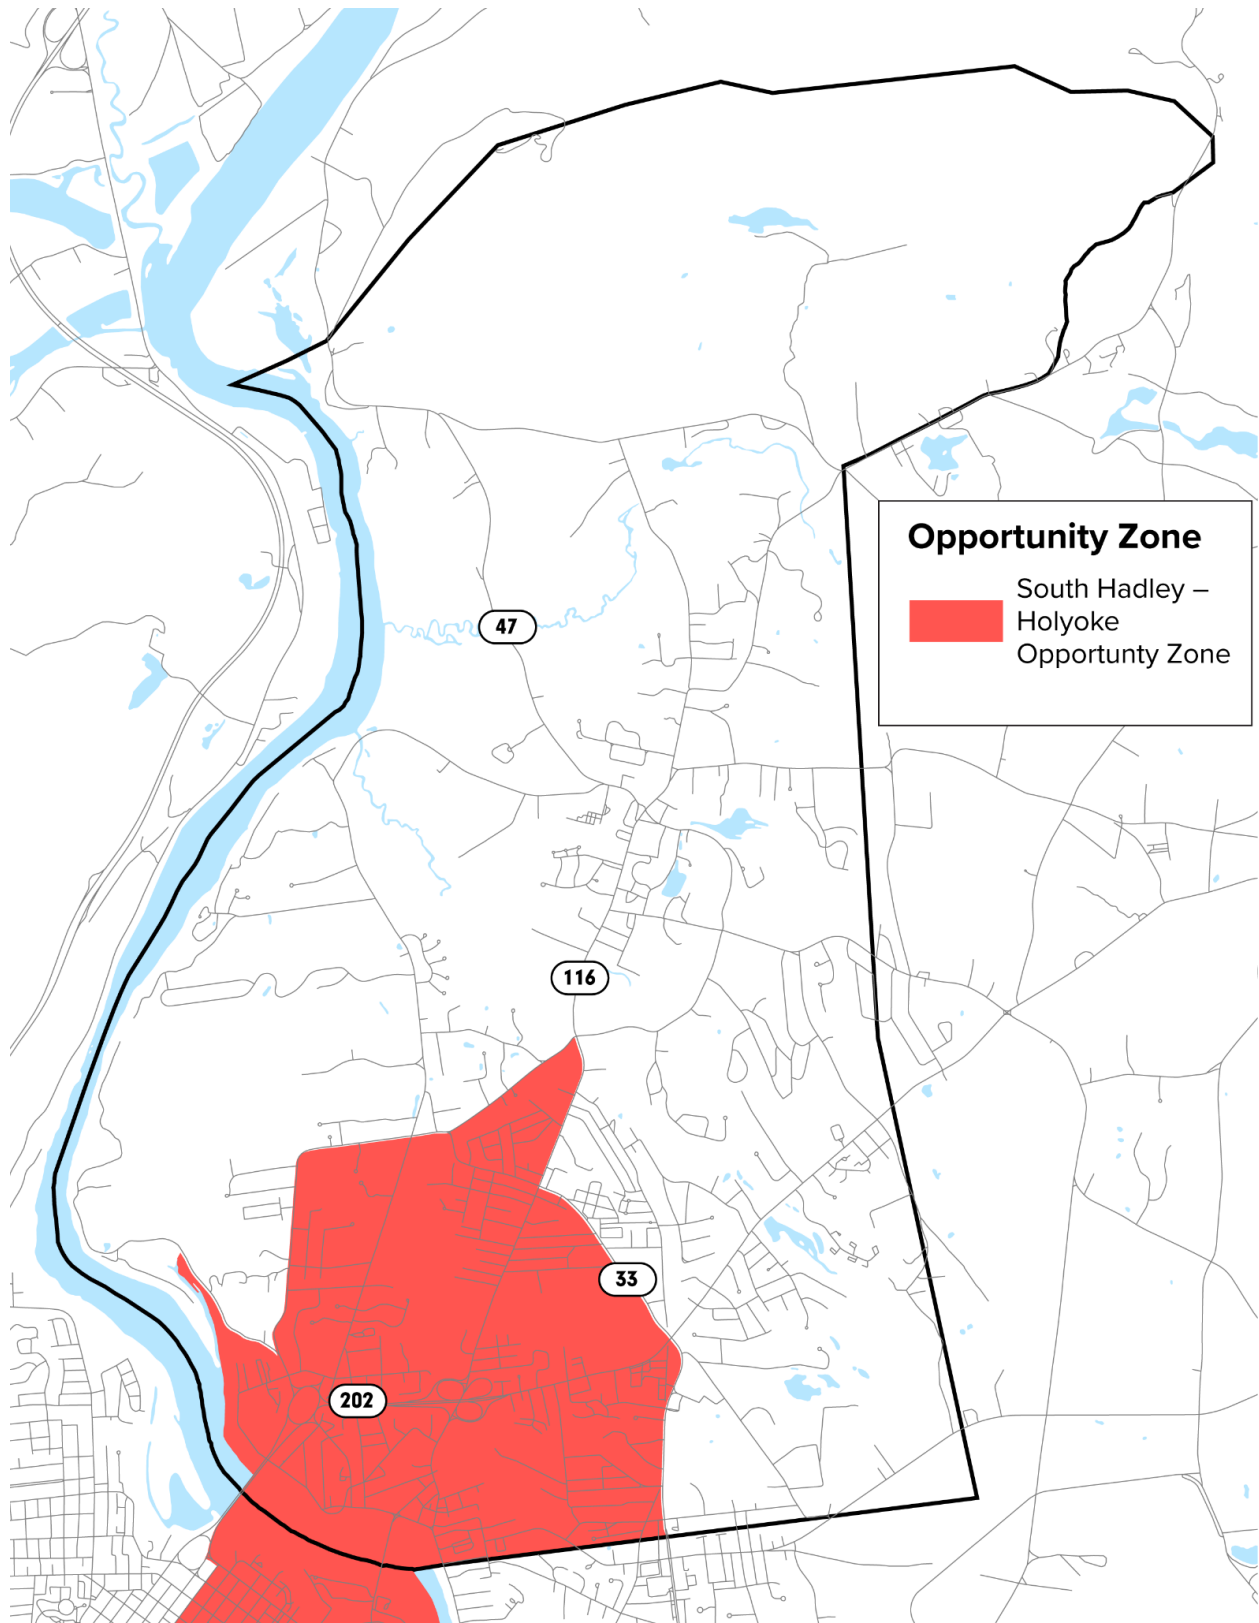 Opportunity Zone
South Hadley –
Holyoke
Opportunty Zone
47
116
33
202